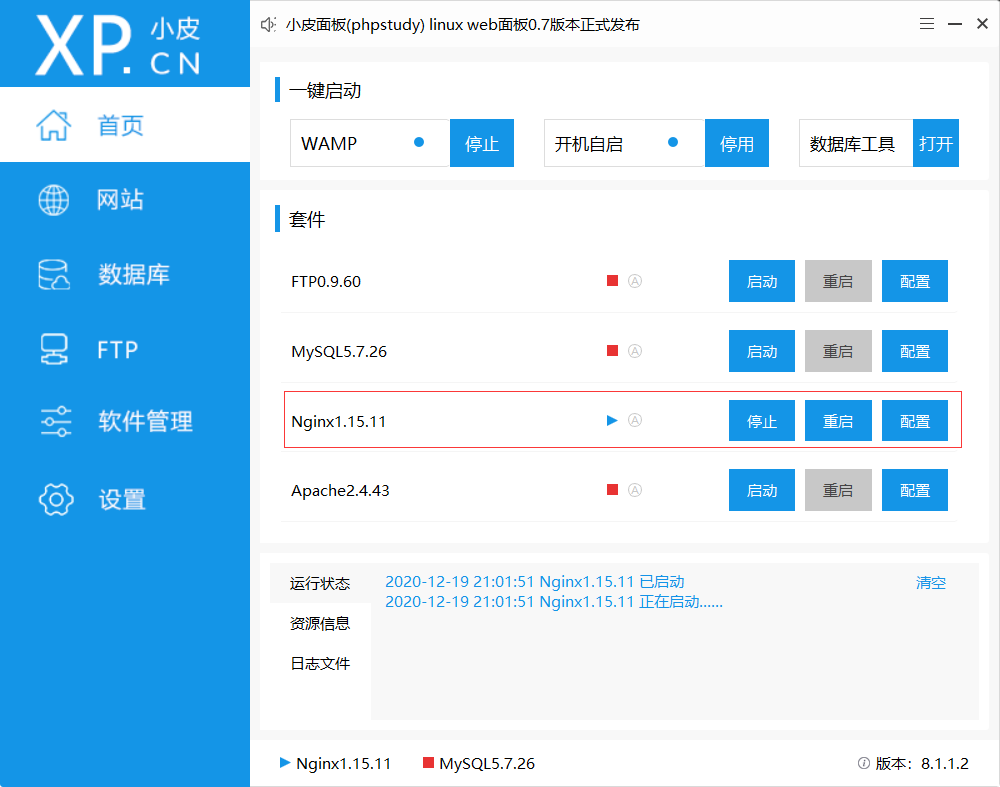 XP.小皮CN
小皮面板(phpstudy) linux web面板0.7版本正式发布
首页
网站
数据库
FTP
软件管理
设置
一键启动
WAMP 停止 开机自启 停用 数据库工具 打开
套件
FTP0.9.60 A 启动 重启 配置
MySQL5.7.26 A 启动 重启 配置
Nginx1.15.11 A 停止 重启 配置
Apache2.4.43 A 启动 重启 配置
运行状态
资源信息
日志文件
2020-12-19 21:01:51 Nginx1.15.11 已启动
2020-12-19 21:01:51 Nginx1.15.11 正在启动......
清空
Nginx1.15.11 MySQL5.7.26 版本：8.1.1.2